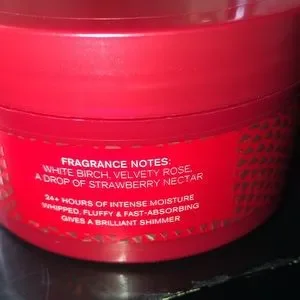 FRAGRANCE NOTES:
WHITE BIRCH, VELVETY ROSE,
A DROP OF STRAWBERRY NECTAR
24+ HOURS OF INTENSE MOISTURE
WHIPPED, FLUFFY & FAST-ABSORBING
GIVES A BRILLIANT SHIMMER